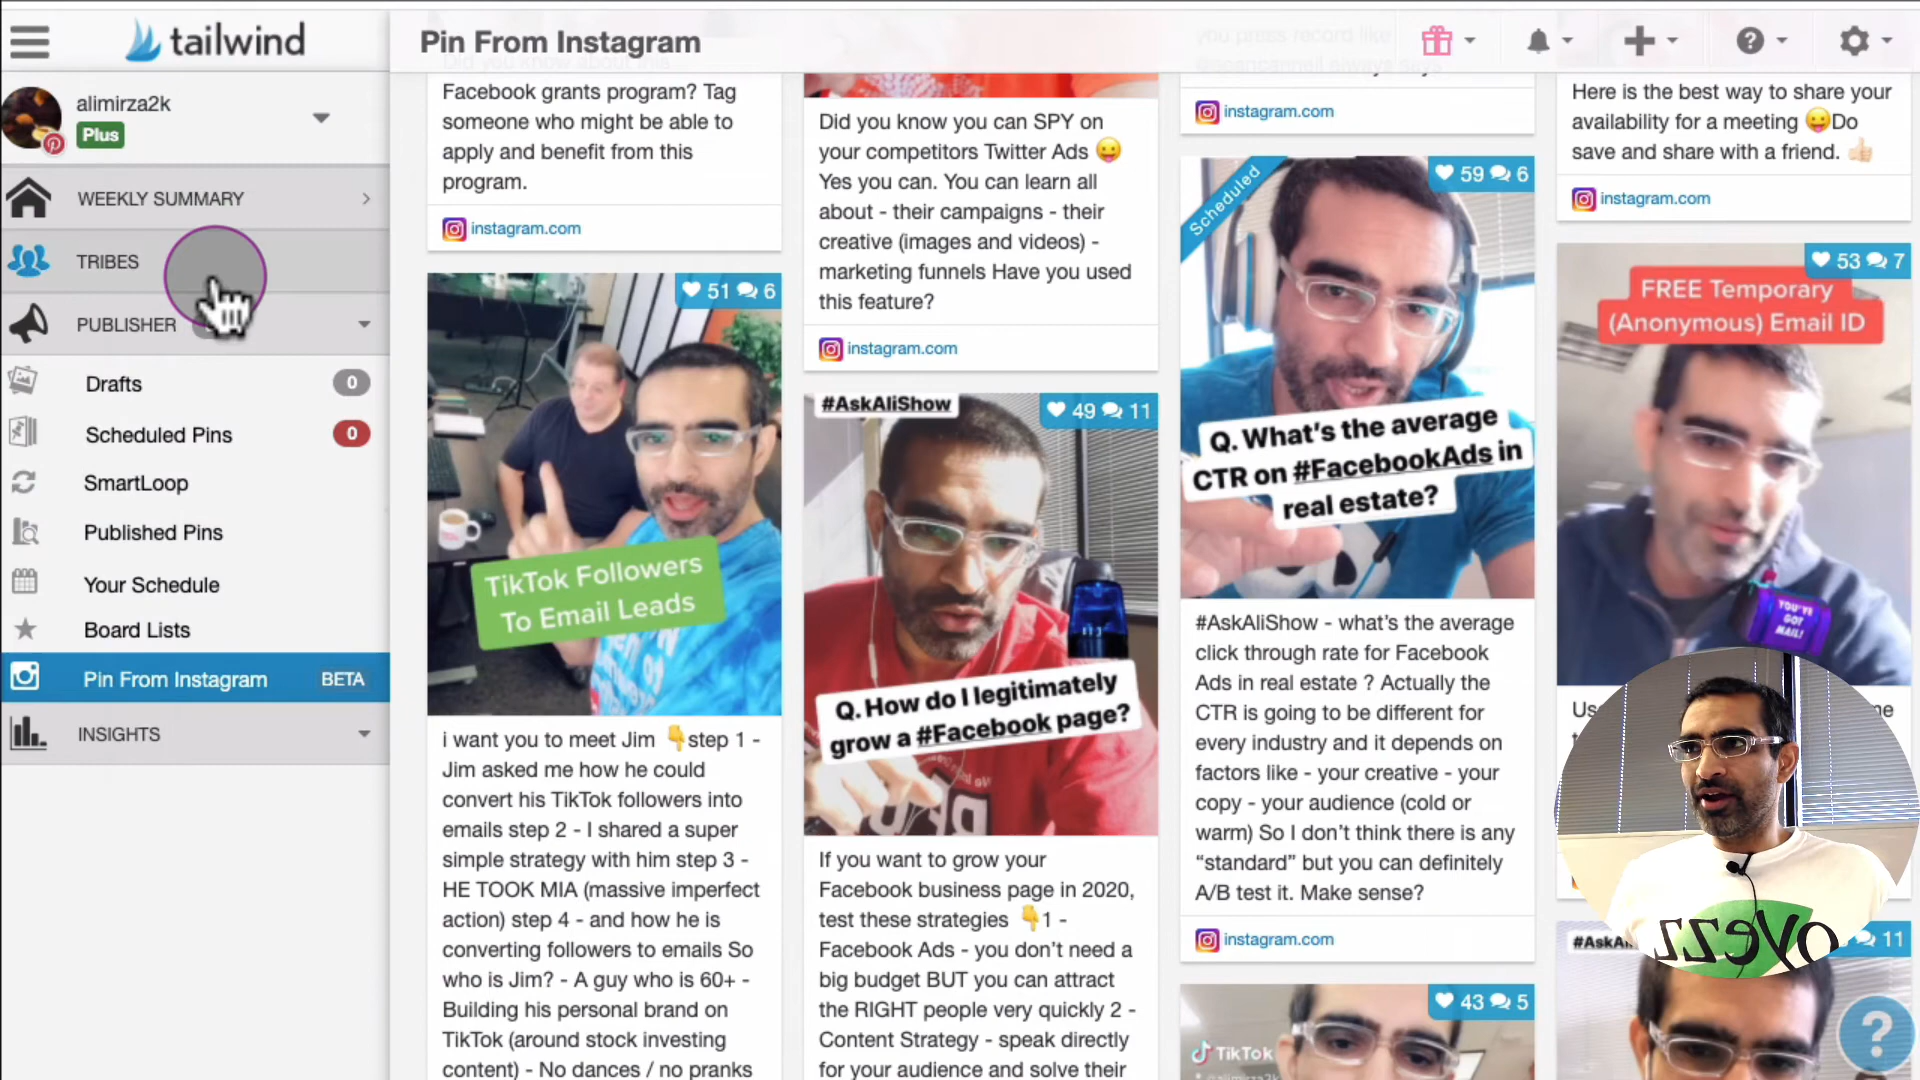 tailwind
alimirza2k
Plus
WEEKLY SUMMARY
TRIBES
PUBLISHER
Drafts
0
Scheduled Pins
0
SmartLoop
Published Pins
Your Schedule
Board Lists
Pin From Instagram
BETA
INSIGHTS
Pin From Instagram
Did you know about this
Facebook grants program? Tag
someone who might be able to
apply and benefit from this
program.
instagram.com
51 6
TikTok Followers
To Email Leads
i want you to meet Jim 👇step 1 -
Jim asked me how he could
convert his TikTok followers into
emails step 2 - I shared a super
simple strategy with him step 3 -
HE TOOK MIA (massive imperfect
action) step 4 - and how he is
converting followers to emails So
who is Jim? - A guy who is 60+ -
Building his personal brand on
TikTok (around stock investing
content) - No dances / no pranks
Did you know you can SPY on
your competitors Twitter Ads 😛
Yes you can. You can learn all
about - their campaigns - their
creative (images and videos) -
marketing funnels Have you used
this feature?
instagram.com
#AskAliShow
49 11
Q. How do I legitimately
grow a #Facebook page?
If you want to grow your
Facebook business page in 2020,
test these strategies 👇1 -
Facebook Ads - you don't need a
big budget BUT you can attract
the RIGHT people very quickly 2 -
Content Strategy - speak directly
for your audience and solve their
you press record like
instagram.com
Scheduled
59 6
Q. What's the average
CTR on #FacebookAds in
real estate?
#AskAliShow - what's the average
click through rate for Facebook
Ads in real estate ? Actually the
CTR is going to be different for
every industry and it depends on
factors like - your creative - your
copy - your audience (cold or
warm) So I don't think there is any
“standard” but you can definitely
A/B test it. Make sense?
instagram.com
43 5
TikTok
Here is the best way to share your
availability for a meeting 😛Do
save and share with a friend. 👍🏻
instagram.com
53 7
FREE Temporary
(Anonymous) Email ID
YOU'VE
GOT
MAIL!
#AskA
11